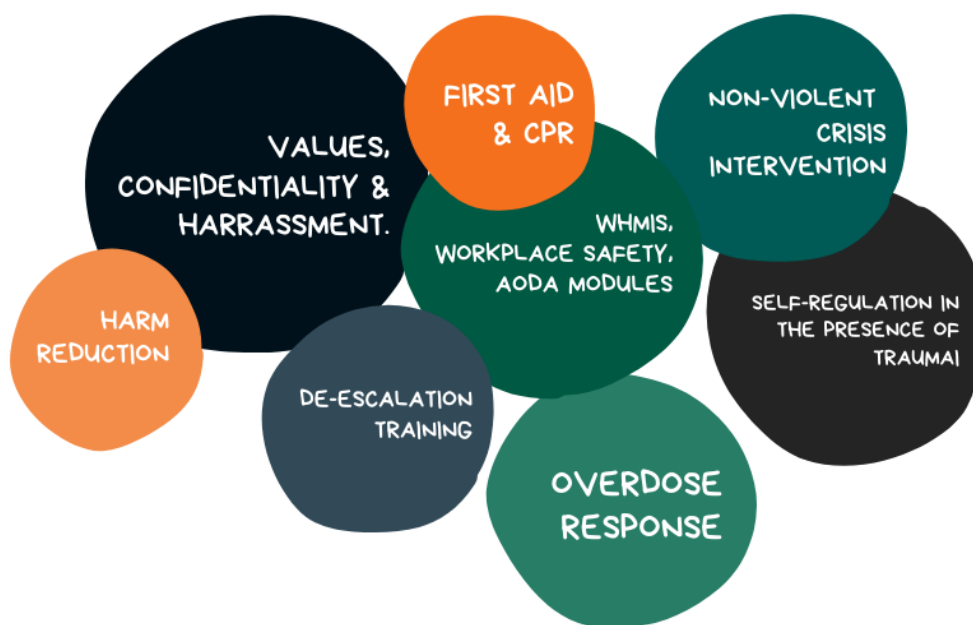 VALUES,
CONFIDENTIALITY &
HARRASSMENT.
FIRST AID
& CPR
NON-VIOLENT
CRISIS
INTERVENTION
WHMIS,
WORKPLACE SAFETY,
AODA MODULES
HARM
REDUCTION
DE-ESCALATION
TRAINING
SELF-REGULATION IN
THE PRESENCE OF
TRAUMAI
OVERDOSE
RESPONSE